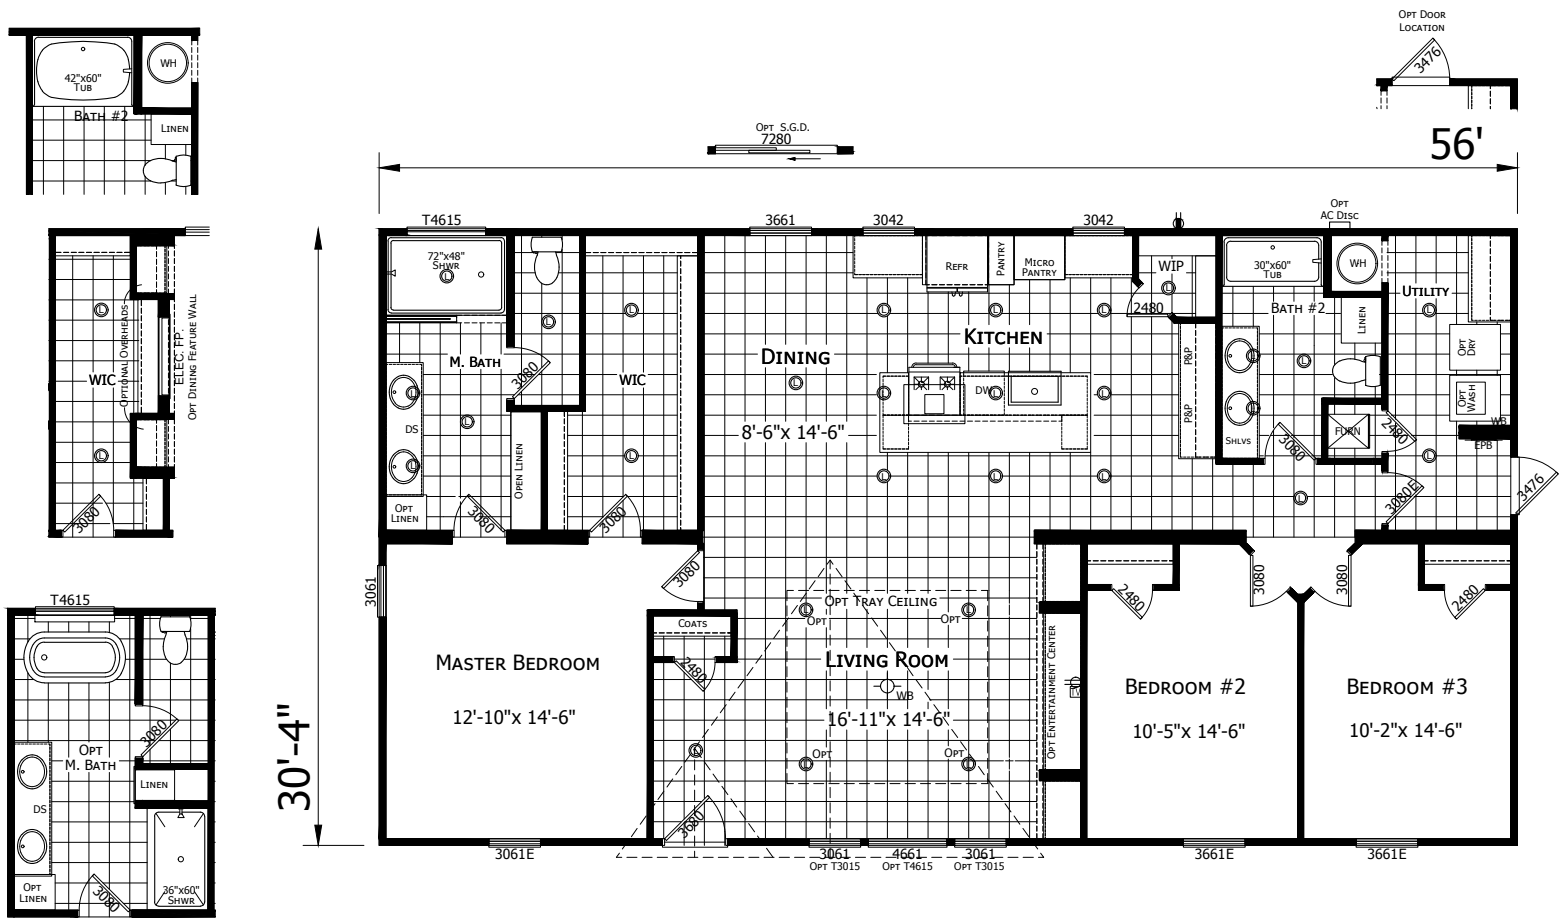 OPT DOOR
LOCATION
3476
56'
OPT S.G.D.
7280
42"x60"
TUB
WH
BATH #2
LINEN
OPT
AC DISC
T4615
3661
3042
3042
72"x48"
SHWR
L
REFR
PANTRY
MICRO
PANTRY
WIP
2480
30"x60"
TUB
WH
UTILITY
BATH #2
LINEN
OPT
DRY
OPT
WASH
WB
EPB
M. BATH
3080
WIC
DINING
8'-6"x 14'-6"
KITCHEN
DW
P&P
P&P
SHLVS
FURN
2480
3080
3080E
3476
DS
OPEN LINEN
OPT
LINEN
3080
3080
WIC
OPTIONAL OVERHEADS
ELEC. FP.
OPT DINING FEATURE WALL
3080
3061
3080
COATS
2480
MASTER BEDROOM
12'-10"x 14'-6"
OPT TRAY CEILING
OPT
OPT
LIVING ROOM
WB
16'-11"x 14'-6"
OPT
OPT
OPT ENTERTAINMENT CENTER
3080
3080
2480
2480
BEDROOM #2
10'-5"x 14'-6"
BEDROOM #3
10'-2"x 14'-6"
30'-4"
3680
3061E
3061
OPT T3015
4661
OPT T4615
3061
OPT T3015
3661E
3661E
T4615
3080
OPT
M. BATH
LINEN
DS
OPT
LINEN
3080
36"x60"
SHWR